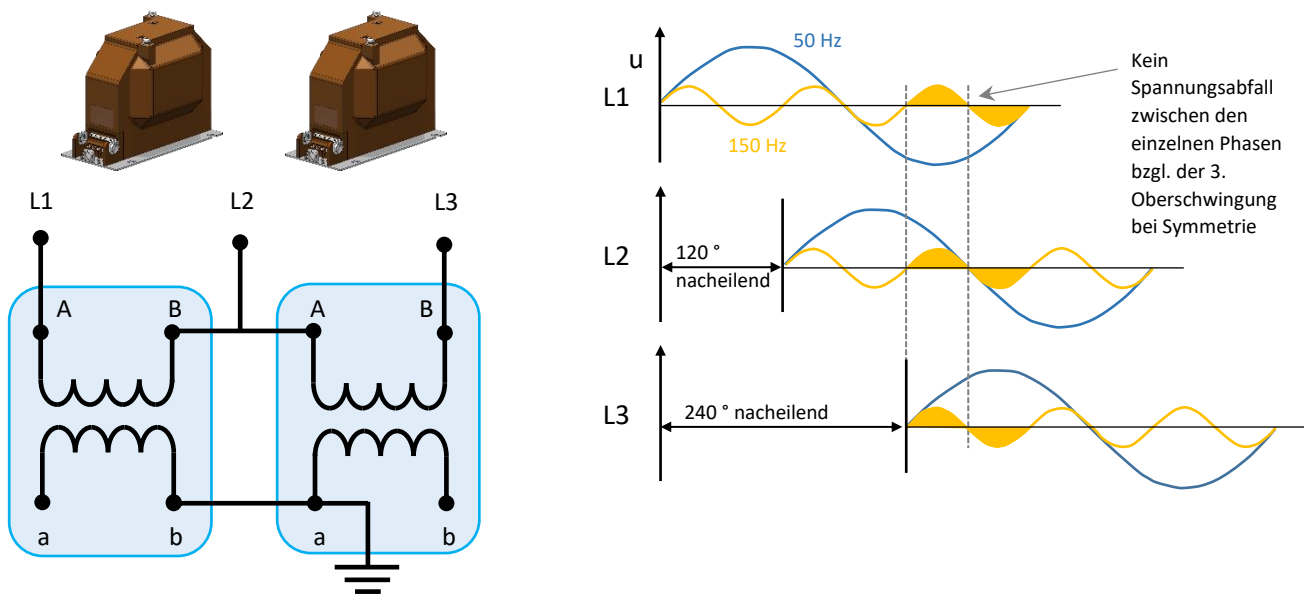 L1
L2
L3
A
B
A
B
a
b
a
b
u
50 Hz
L1
150 Hz
Kein
Spannungsabfall
zwischen den
einzelnen Phasen
bzgl. der 3.
Oberschwingung
bei Symmetrie
L2
120 °
nacheilend
L3
240 ° nacheilend